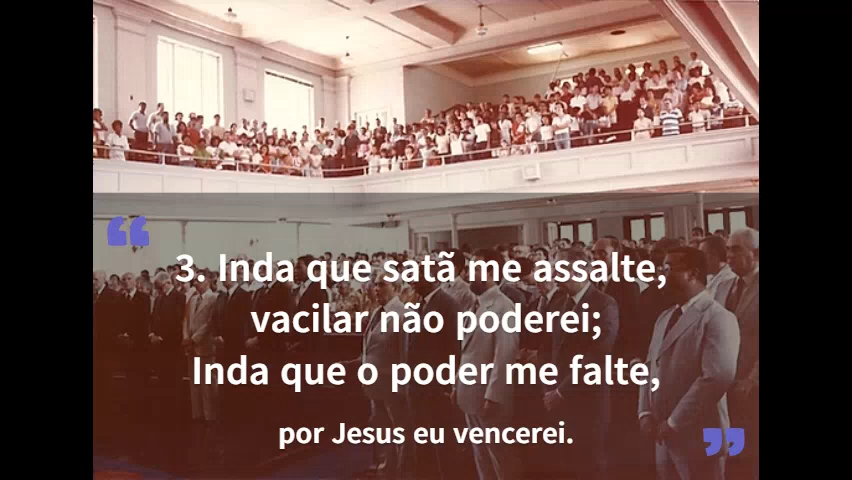 “
3. Inda que satã me assalte,
vacilar não poderei;
Inda que o poder me falte,
por Jesus eu vencerei.
”